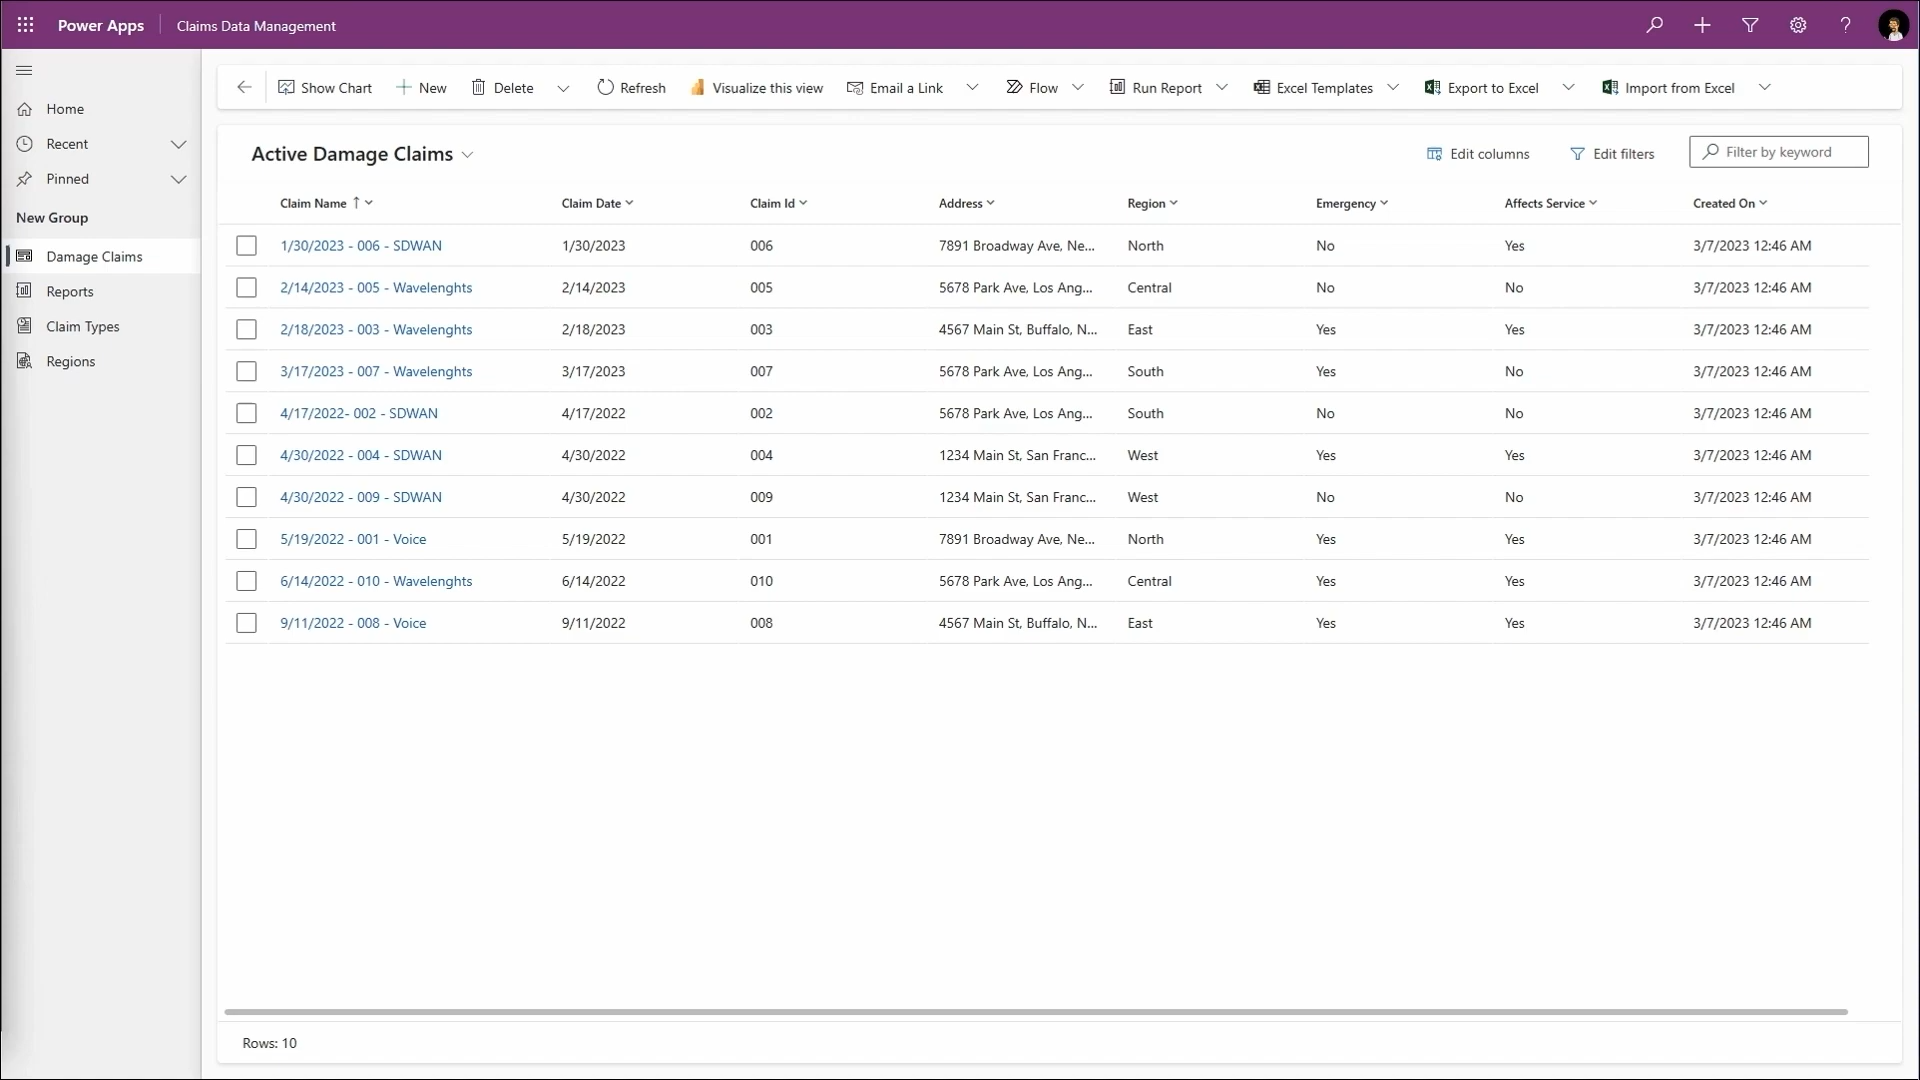 Power Apps Claims Data Management
Show Chart New Delete Refresh Visualize this view Email a Link Flow Run Report Excel Templates Export to Excel Import from Excel
Home
Recent
Pinned
New Group
Damage Claims
Reports
Claim Types
Regions
Active Damage Claims Edit columns Edit filters Filter by keyword
Claim Name Claim Date Claim Id Address Region Emergency Affects Service Created On
1/30/2023 - 006 - SDWAN 1/30/2023 006 7891 Broadway Ave, Ne... North No Yes 3/7/2023 12:46 AM
2/14/2023 - 005 - Wavelenghts 2/14/2023 005 5678 Park Ave, Los Ang... Central No No 3/7/2023 12:46 AM
2/18/2023 - 003 - Wavelenghts 2/18/2023 003 4567 Main St, Buffalo, N... East Yes Yes 3/7/2023 12:46 AM
3/17/2023 - 007 - Wavelenghts 3/17/2023 007 5678 Park Ave, Los Ang... South Yes No 3/7/2023 12:46 AM
4/17/2022- 002 - SDWAN 4/17/2022 002 5678 Park Ave, Los Ang... South No No 3/7/2023 12:46 AM
4/30/2022 - 004 - SDWAN 4/30/2022 004 1234 Main St, San Franc... West Yes Yes 3/7/2023 12:46 AM
4/30/2022 - 009 - SDWAN 4/30/2022 009 1234 Main St, San Franc... West No No 3/7/2023 12:46 AM
5/19/2022 - 001 - Voice 5/19/2022 001 7891 Broadway Ave, Ne... North Yes Yes 3/7/2023 12:46 AM
6/14/2022 - 010 - Wavelenghts 6/14/2022 010 5678 Park Ave, Los Ang... Central Yes Yes 3/7/2023 12:46 AM
9/11/2022 - 008 - Voice 9/11/2022 008 4567 Main St, Buffalo, N... East Yes Yes 3/7/2023 12:46 AM
Rows: 10